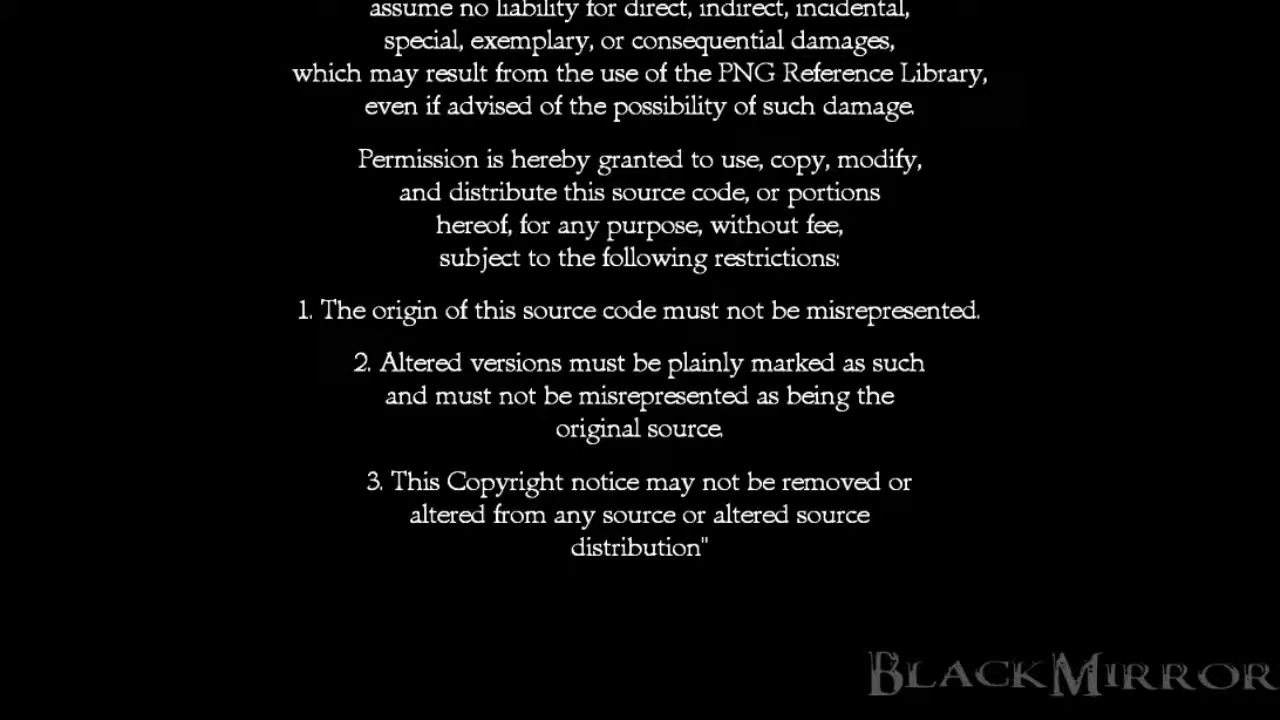 assume no liability for direct, indirect, incidental,
special, exemplary, or consequential damages,
which may result from the use of the PNG Reference Library,
even if advised of the possibility of such damage.
Permission is hereby granted to use, copy, modify,
and distribute this source code, or portions
hereof, for any purpose, without fee,
subject to the following restrictions:
1. The origin of this source code must not be misrepresented.
2. Altered versions must be plainly marked as such
and must not be misrepresented as being the
original source.
3. This Copyright notice may not be removed or
altered from any source or altered source
distribution"
BLACK MIRROR